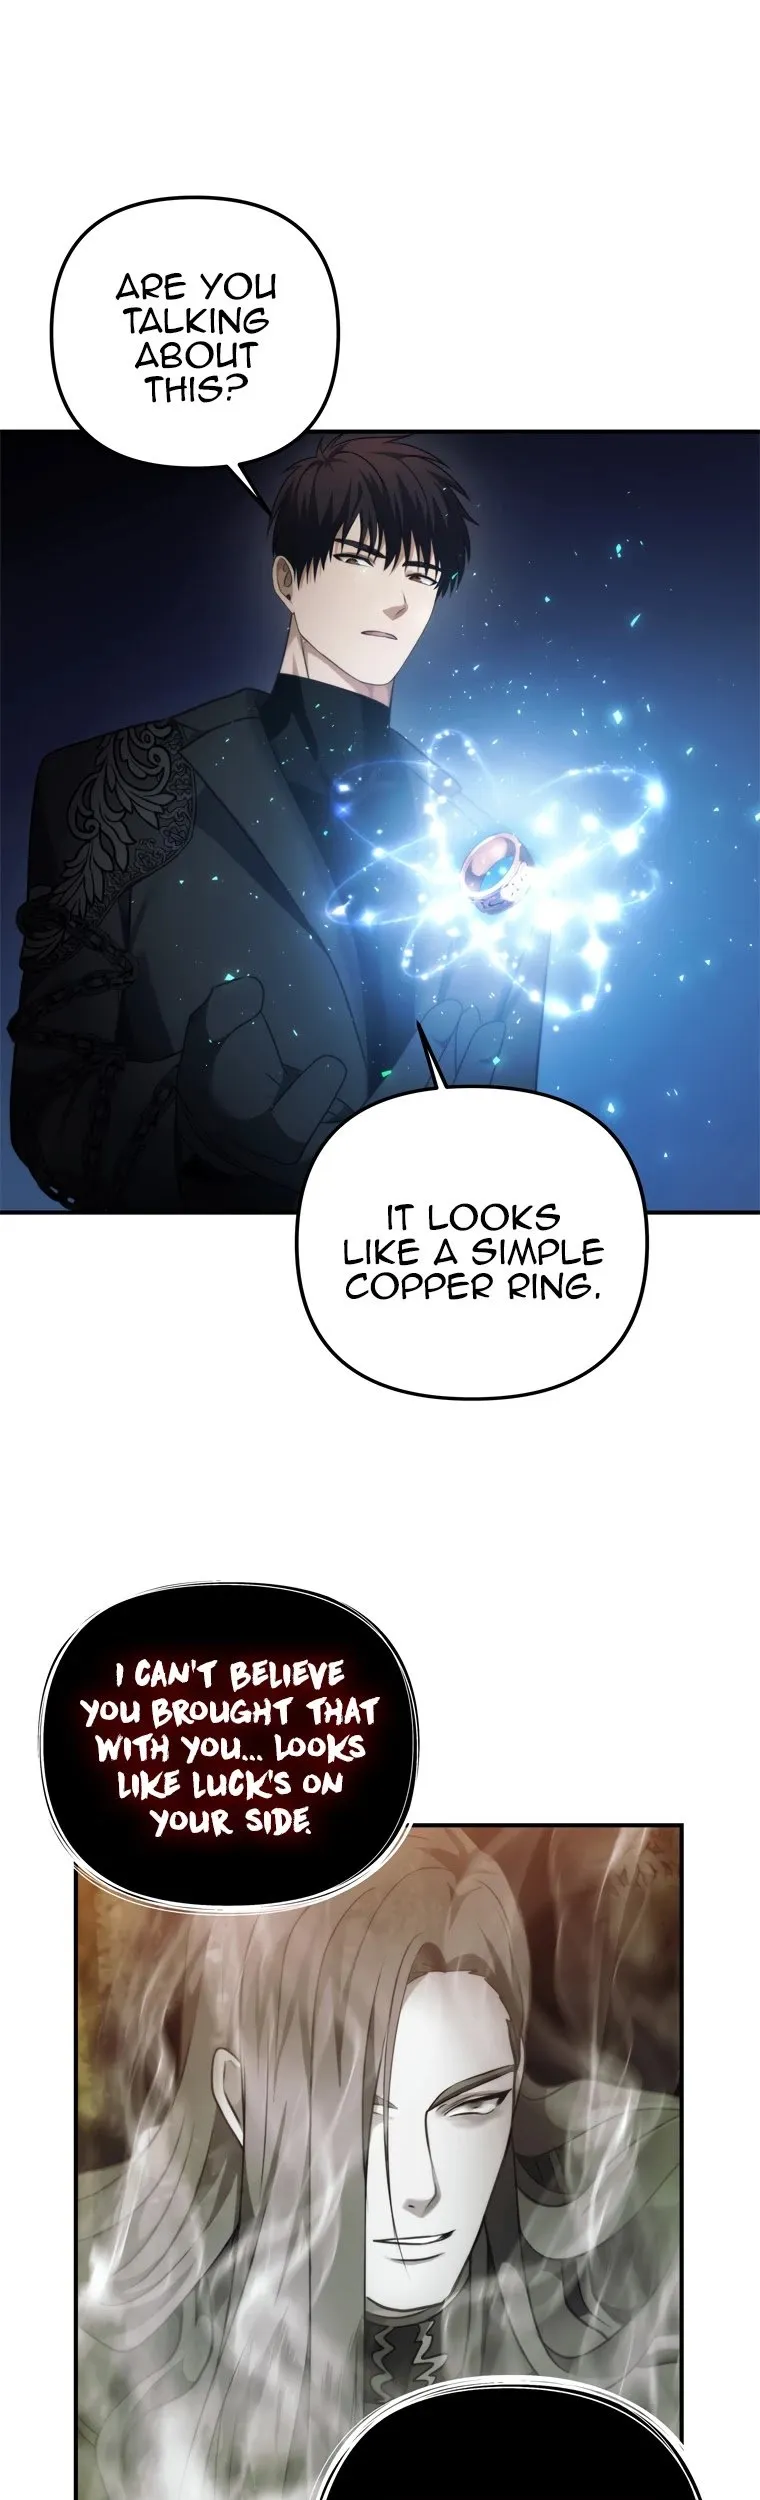 ARE YOU
TALKING
ABOUT
THIS?
IT LOOKS
LIKE A SIMPLE
COPPER RING.
I CAN'T BELIEVE
YOU BROUGHT THAT
WITH YOU... LOOKS
LIKE LUCK'S ON
YOUR SIDE.